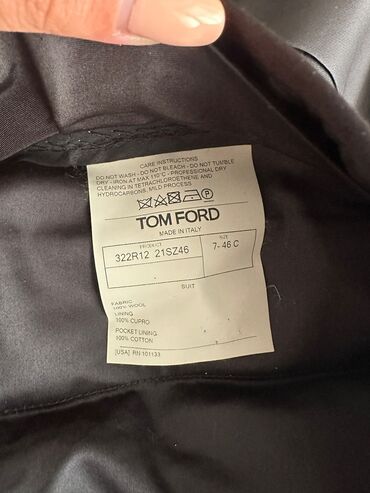 CARE INSTRUCTIONS
DO NOT WASH - DO NOT BLEACH - DO NOT TUMBLE
DRY - IRON AT MAX 110°C - PROFESSIONAL DRY
CLEANING IN TETRACHLOROETHENE AND
HYDROCARBONS, MILD PROCESS
P
TOM FORD
MADE IN ITALY
PRODUCT
322R12 21SZ46
SIZE
7- 46 C
SUIT
FABRIC
100% WOOL
LINING
100% CUPRO
POCKET LINING
100% COTTON
[USA] RN 101133